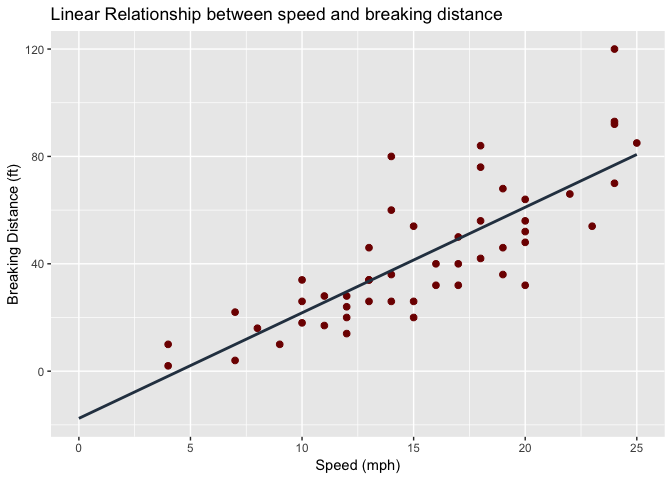 Linear Relationship between speed and breaking distance
120
80
40
0
Breaking Distance (ft)
0 5 10 15 20 25
Speed (mph)